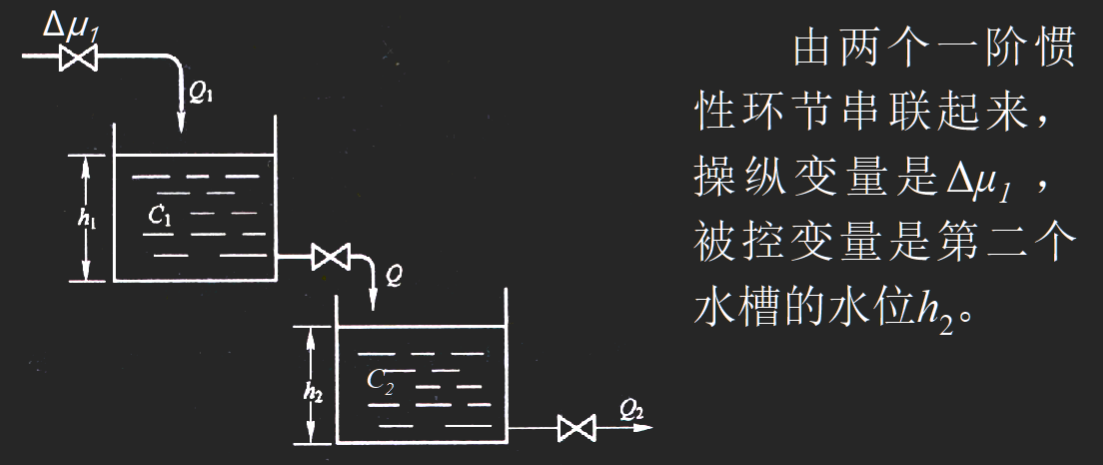 Δμ1
Q1
h1
C1
Q
h2
C2
Q2
由两个一阶惯
性环节串联起来，
操纵变量是Δμ1，
被控变量是第二个
水槽的水位h2。